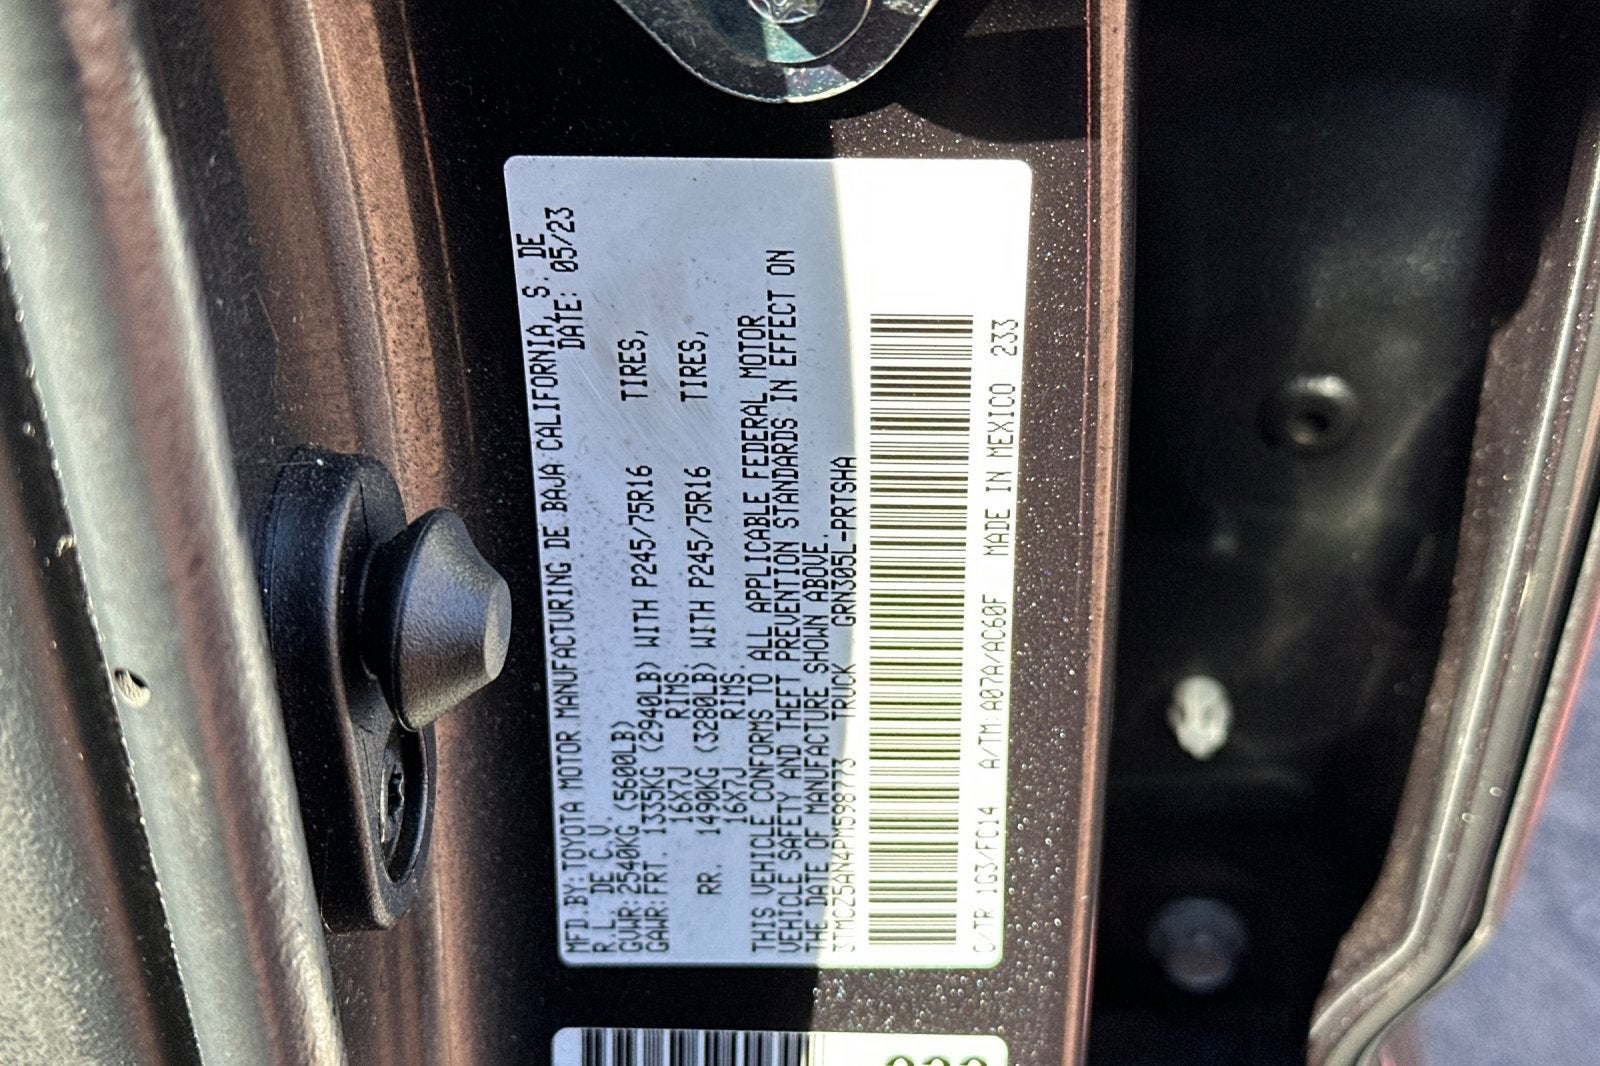 MFD.BY:TOYOTA MOTOR MANUFACTURING DE BAJA CALIFORNIA, S. DE
R.L. DE C.V. DATE: 05/23
GVWR:2540KG (5600LB)
GAWR:FRT. 1335KG (2940LB) WITH P245/75R16 TIRES,
16X7J RIMS.
RR. 1490KG (3280LB) WITH P245/75R16 TIRES,
16X7J RIMS.
THIS VEHICLE CONFORMS TO ALL APPLICABLE FEDERAL MOTOR
VEHICLE SAFETY AND THEFT PREVENTION STANDARDS IN EFFECT ON
THE DATE OF MANUFACTURE SHOWN ABOVE.
3TMCZ5AN4PM598773 TRUCK GRN305L-PRTSHA
C/TR 1G3/FC14 A/TM:A07A/AC60F MADE IN MEXICO 233